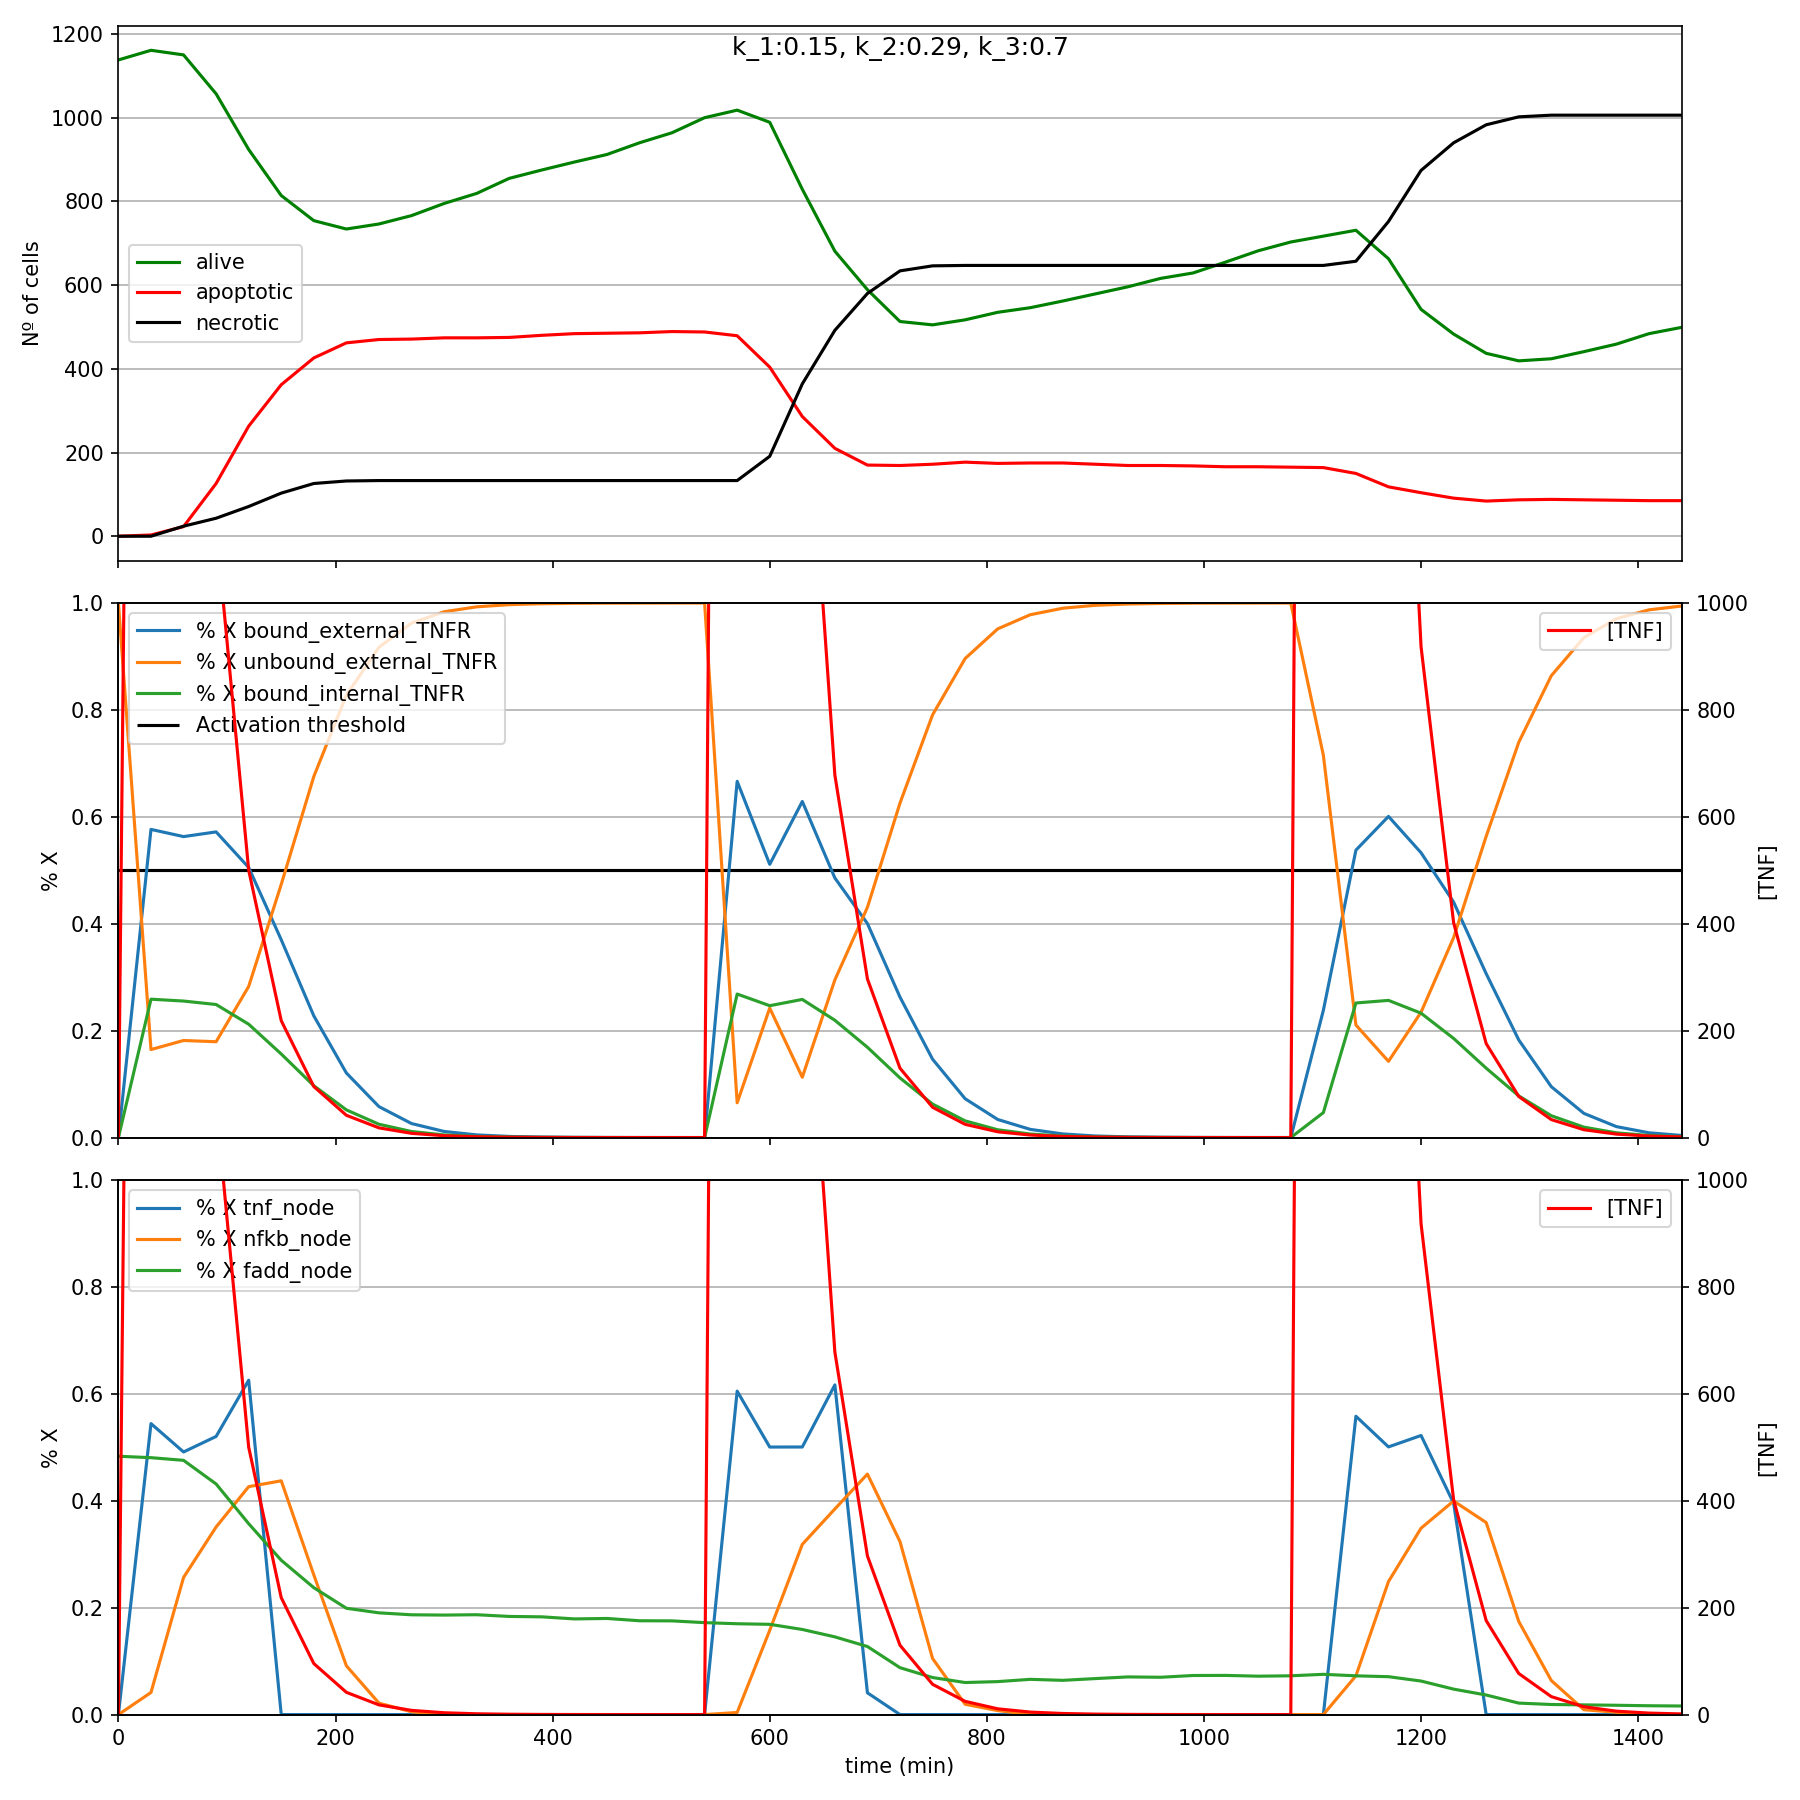 k_1:0.15, k_2:0.29, k_3:0.7
1200
1000
800
600
400
200
0
Nº of cells
alive
apoptotic
necrotic
1.0
0.8
0.6
0.4
0.2
0.0
% X
% X bound_external_TNFR
% X unbound_external_TNFR
% X bound_internal_TNFR
Activation threshold
[TNF]
1000
800
600
400
200
0
[TNF]
1.0
0.8
0.6
0.4
0.2
0.0
% X
% X tnf_node
% X nfkb_node
% X fadd_node
[TNF]
1000
800
600
400
200
0
[TNF]
0 200 400 600 800 1000 1200 1400
time (min)